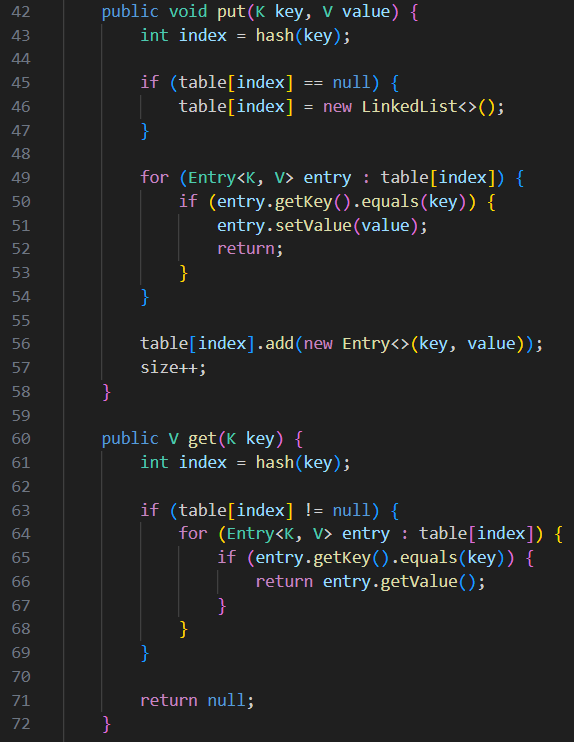 42 public void put(K key, V value) {
43 int index = hash(key);
44
45 if (table[index] == null) {
46 table[index] = new LinkedList<>();
47 }
48
49 for (Entry<K, V> entry : table[index]) {
50 if (entry.getKey().equals(key)) {
51 entry.setValue(value);
52 return;
53 }
54 }
55
56 table[index].add(new Entry<>(key, value));
57 size++;
58 }
59
60 public V get(K key) {
61 int index = hash(key);
62
63 if (table[index] != null) {
64 for (Entry<K, V> entry : table[index]) {
65 if (entry.getKey().equals(key)) {
66 return entry.getValue();
67 }
68 }
69 }
70
71 return null;
72 }